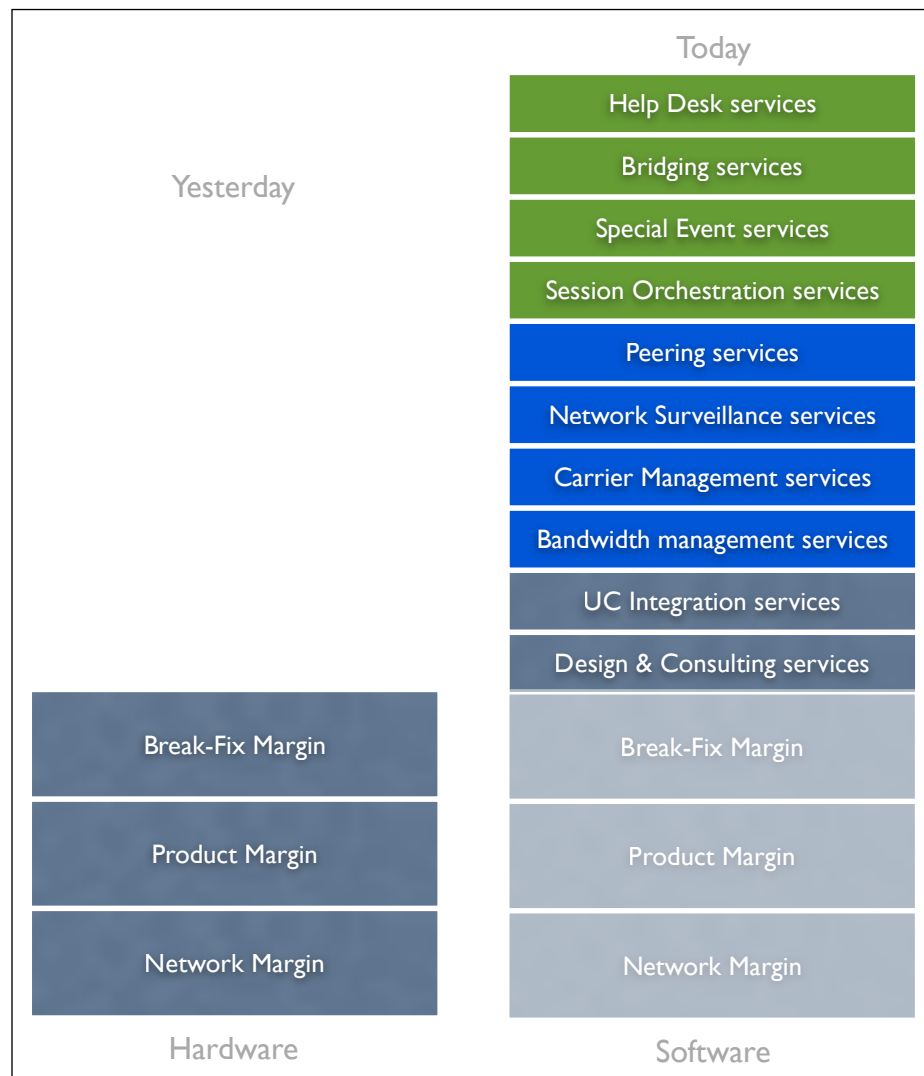 Yesterday
Break-Fix Margin
Product Margin
Network Margin
Hardware
Today
Help Desk services
Bridging services
Special Event services
Session Orchestration services
Peering services
Network Surveillance services
Carrier Management services
Bandwidth management services
UC Integration services
Design & Consulting services
Break-Fix Margin
Product Margin
Network Margin
Software